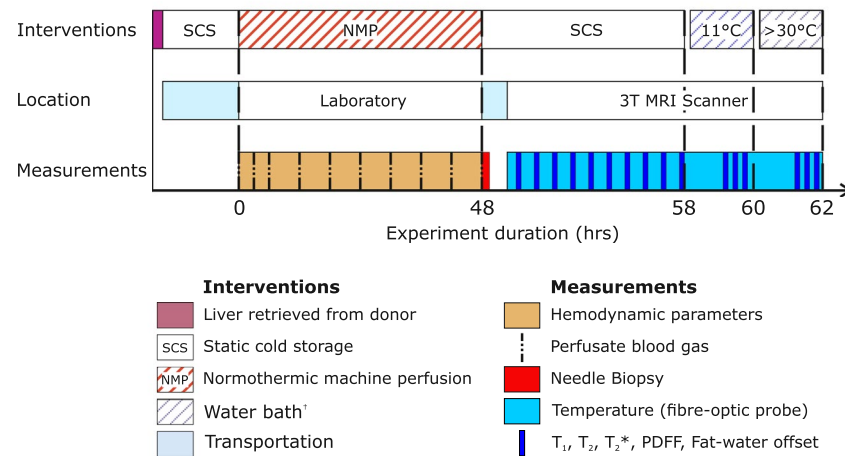 Interventions
SCS
NMP
SCS
11°C
>30°C
Location
Laboratory
3T MRI Scanner
Measurements
0
48
58
60
62
Experiment duration (hrs)
Interventions
Liver retrieved from donor
SCS Static cold storage
NMP Normothermic machine perfusion
Water bath†
Transportation
Measurements
Hemodynamic parameters
Perfusate blood gas
Needle Biopsy
Temperature (fibre-optic probe)
T₁, T₂, T₂*, PDFF, Fat-water offset